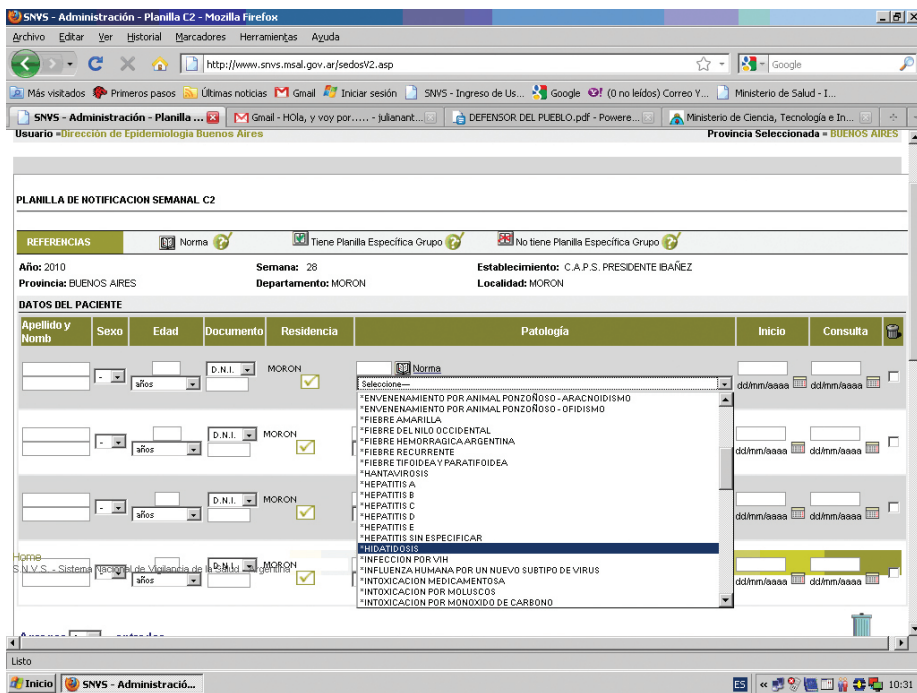 SNVS - Administración - Planilla C2 - Mozilla Firefox
Archivo Editar Ver Historial Marcadores Herramientas Ayuda
http://www.snvs.msal.gov.ar/sedosV2.asp
Google
Más visitados Primeros pasos Últimas noticias Gmail Iniciar sesión SNVS - Ingreso de Us... Google (0 no leídos) Correo Y... Ministerio de Salud - I...
SNVS - Administración - Planilla ... Gmail - HOla, y voy por..... - julianant... DEFENSOR DEL PUEBLO.pdf - Powere... Ministerio de Ciencia, Tecnología e In...
Usuario =Dirección de Epidemiología Buenos Aires Provincia Seleccionada = BUENOS AIRES
PLANILLA DE NOTIFICACION SEMANAL C2
REFERENCIAS Norma Tiene Planilla Específica Grupo No tiene Planilla Específica Grupo
Año: 2010 Semana: 28 Establecimiento: C.A.P.S. PRESIDENTE IBAÑEZ
Provincia: BUENOS AIRES Departamento: MORON Localidad: MORON
DATOS DEL PACIENTE
Apellido y Nomb Sexo Edad Documento Residencia Patología Inicio Consulta
- años D.N.I. MORON Norma
Seleccione---
dd/mm/aaaa dd/mm/aaaa
*ENVENENAMIENTO POR ANIMAL PONZOÑOSO - ARACNOIDISMO
*ENVENENAMIENTO POR ANIMAL PONZOÑOSO - OFIDISMO
*FIEBRE AMARILLA
*FIEBRE DEL NILO OCCIDENTAL
*FIEBRE HEMORRAGICA ARGENTINA
*FIEBRE RECURRENTE
*FIEBRE TIFOIDEA Y PARATIFOIDEA
*HANTAVIROSIS
*HEPATITIS A
*HEPATITIS B
*HEPATITIS C
*HEPATITIS D
*HEPATITIS E
*HEPATITIS SIN ESPECIFICAR
*HIDATIDOSIS
*INFECCION POR VIH
*INFLUENZA HUMANA POR UN NUEVO SUBTIPO DE VIRUS
*INTOXICACION MEDICAMENTOSA
*INTOXICACION POR MOLUSCOS
*INTOXICACION POR MONOXIDO DE CARBONO
- años D.N.I. MORON dd/mm/aaaa dd/mm/aaaa
- años D.N.I. MORON dd/mm/aaaa dd/mm/aaaa
Home
S.N.V.S. - Sistema Nacional de Vigilancia de la Salud - Argentina
- años D.N.I. MORON dd/mm/aaaa dd/mm/aaaa
Listo
Inicio SNVS - Administració... ES 10:31